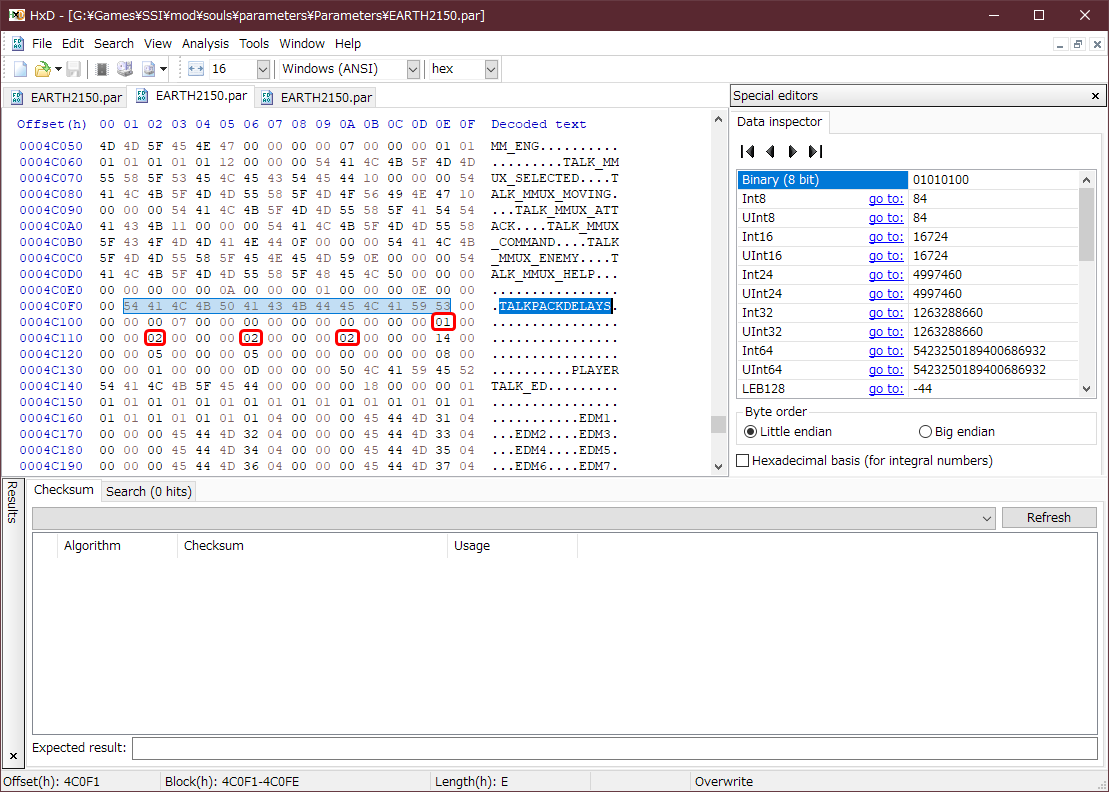 HxD - [G:¥Games¥SSI¥mod¥souls¥parameters¥Parameters¥EARTH2150.par]
File Edit Search View Analysis Tools Window Help
16 Windows (ANSI) hex
EARTH2150.par EARTH2150.par EARTH2150.par
Offset(h) 00 01 02 03 04 05 06 07 08 09 0A 0B 0C 0D 0E 0F Decoded text
0004C050 4D 4D 5F 45 4E 47 00 00 00 00 07 00 00 00 01 01 MM_ENG..........
0004C060 01 01 01 01 01 12 00 00 00 54 41 4C 4B 5F 4D 4D .........TALK_MM
0004C070 55 58 5F 53 45 4C 45 43 54 45 44 10 00 00 00 54 UX_SELECTED....T
0004C080 41 4C 4B 5F 4D 4D 55 58 5F 4D 4F 56 49 4E 47 10 ALK_MMUX_MOVING.
0004C090 00 00 00 54 41 4C 4B 5F 4D 4D 55 58 5F 41 54 54 ...TALK_MMUX_ATT
0004C0A0 41 43 4B 11 00 00 00 54 41 4C 4B 5F 4D 4D 55 58 ACK....TALK_MMUX
0004C0B0 5F 43 4F 4D 4D 41 4E 44 0F 00 00 00 54 41 4C 4B _COMMAND....TALK
0004C0C0 5F 4D 4D 55 58 5F 45 4E 45 4D 59 0E 00 00 00 54 _MMUX_ENEMY....T
0004C0D0 41 4C 4B 5F 4D 4D 55 58 5F 48 45 4C 50 00 00 00 ALK_MMUX_HELP...
0004C0E0 00 00 00 00 0A 00 00 00 01 00 00 00 0E 00 00 00 ................
0004C0F0 00 54 41 4C 4B 50 41 43 4B 44 45 4C 41 59 53 00 .TALKPACKDELAYS.
0004C100 00 00 00 07 00 00 00 00 00 00 00 00 00 00 01 00 ................
0004C110 00 00 02 00 00 00 02 00 00 00 02 00 00 00 14 00 ................
0004C120 00 00 05 00 00 00 05 00 00 00 00 00 00 00 08 00 ................
0004C130 00 00 01 00 00 00 0D 00 00 00 50 4C 41 59 45 52 ..........PLAYER
0004C140 54 41 4C 4B 5F 45 44 00 00 00 00 18 00 00 00 01 TALK_ED.........
0004C150 01 01 01 01 01 01 01 01 01 01 01 01 01 01 01 01 ................
0004C160 01 01 01 01 01 01 01 04 00 00 00 45 44 4D 31 04 ...........EDM1.
0004C170 00 00 00 45 44 4D 32 04 00 00 00 45 44 4D 33 04 ...EDM2....EDM3.
0004C180 00 00 00 45 44 4D 34 04 00 00 00 45 44 4D 35 04 ...EDM4....EDM5.
0004C190 00 00 00 45 44 4D 36 04 00 00 00 45 44 4D 37 04 ...EDM6....EDM7.
Special editors
Data inspector
Binary (8 bit) 01010100
Int8 go to: 84
UInt8 go to: 84
Int16 go to: 16724
UInt16 go to: 16724
Int24 go to: 4997460
UInt24 go to: 4997460
Int32 go to: 1263288660
UInt32 go to: 1263288660
Int64 go to: 5423250189400686932
UInt64 go to: 5423250189400686932
LEB128 go to: -44
Byte order
Little endian Big endian
Hexadecimal basis (for integral numbers)
Results
Checksum Search (0 hits)
Refresh
Algorithm Checksum Usage
Expected result:
Offset(h): 4C0F1 Block(h): 4C0F1-4C0FE Length(h): E Overwrite